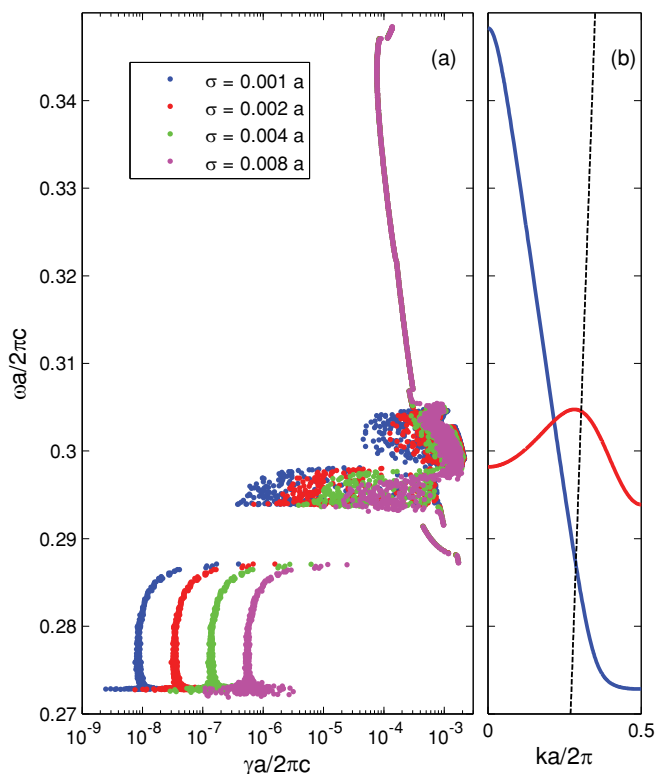 (a)
(b)
σ = 0.001 a
σ = 0.002 a
σ = 0.004 a
σ = 0.008 a
0.34
0.33
0.32
0.31
0.3
0.29
0.28
0.27
ωa/2πc
10⁻⁹ 10⁻⁸ 10⁻⁷ 10⁻⁶ 10⁻⁵ 10⁻⁴ 10⁻³
γa/2πc
0 0.5
ka/2π